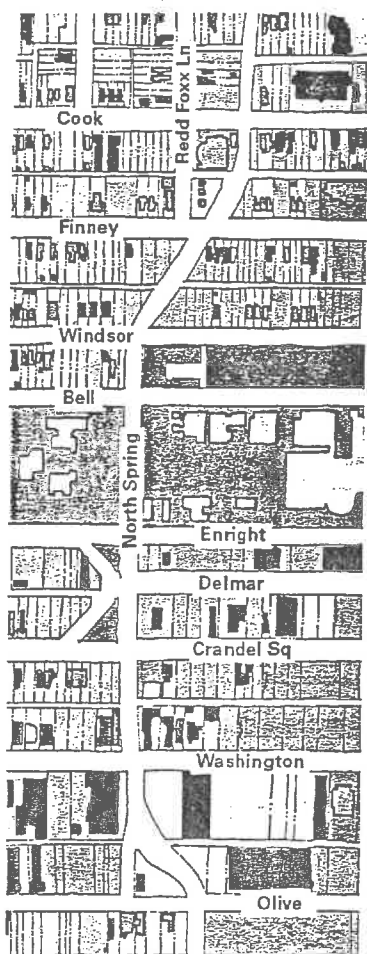 Redd Foxx Ln
Cook
Finney
Windsor
Bell
North Spring
Enright
Delmar
Crandel Sq
Washington
Olive